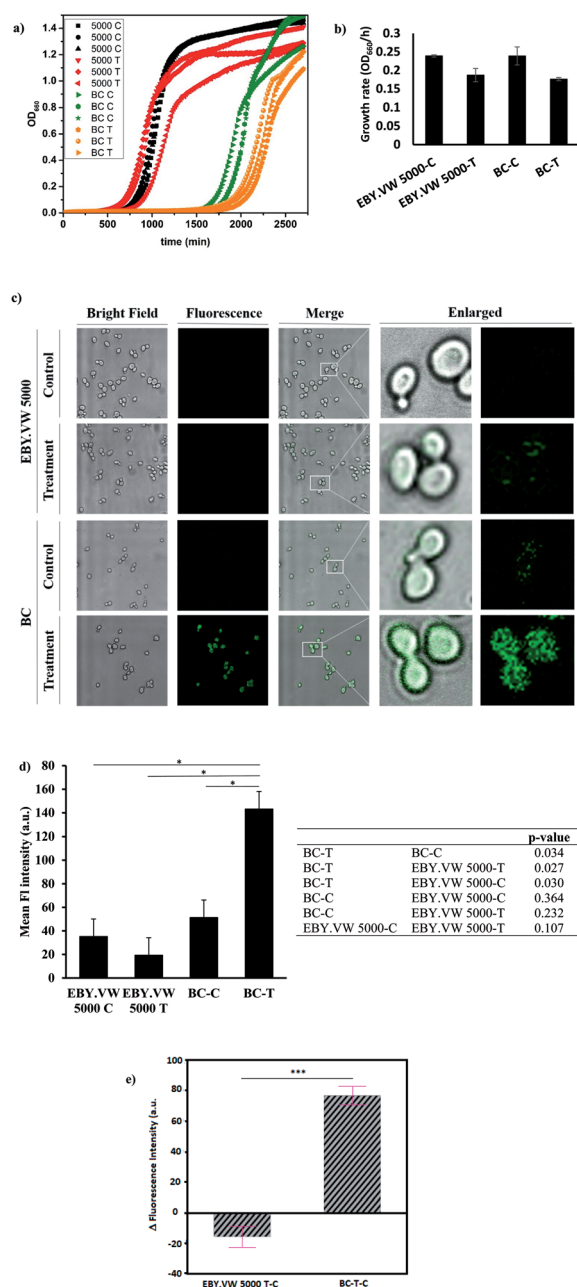 a)
OD660
1.4
1.2
1.0
0.8
0.6
0.4
0.2
0.0
5000 C
5000 C
5000 C
5000 T
5000 T
5000 T
BC C
BC C
BC C
BC T
BC T
BC T
0 500 1000 1500 2000 2500
time (min)
b)
Growth rate (OD660/h)
0.3
0.25
0.2
0.15
0.1
0.05
0
EBY.VW 5000-C
EBY.VW 5000-T
BC-C
BC-T
c)
Bright Field Fluorescence Merge Enlarged
EBY.VW 5000
Control
Treatment
BC
Control
Treatment
d)
Mean FI intensity (a.u.)
80
160
140
120
100
80
60
40
20
0
*
*
*
EBY.VW 5000 C
EBY.VW 5000 T
BC-C
BC-T
p-value
BC-T BC-C 0.034
BC-T EBY.VW 5000-T 0.027
BC-T EBY.VW 5000-C 0.030
BC-C EBY.VW 5000-C 0.364
BC-C EBY.VW 5000-T 0.232
EBY.VW 5000-C EBY.VW 5000-T 0.107
e)
Δ Fluorescence Intensity (a.u.
100
80
60
40
20
0
-20
-40
***
EBY.VW 5000 T-C
BC-T-C